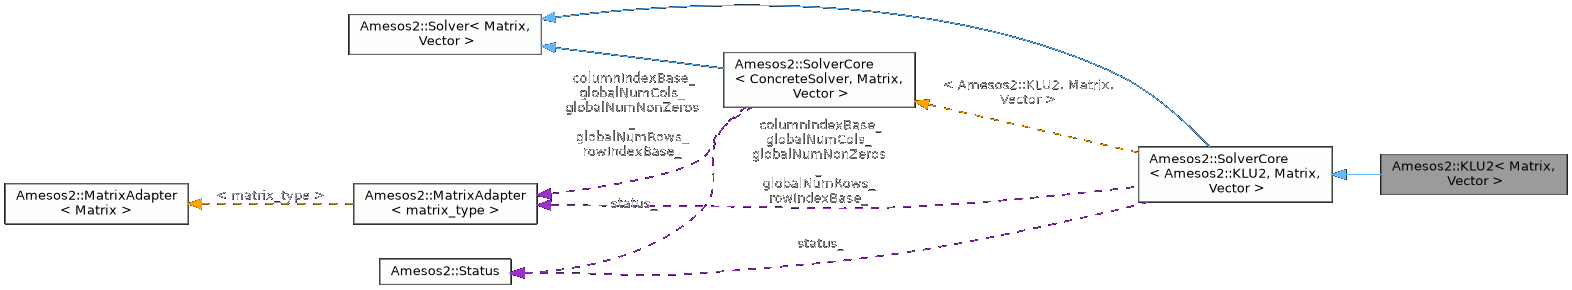 Amesos2::Solver< Matrix,
Vector >
Amesos2::SolverCore
< ConcreteSolver, Matrix,
Vector >
columnIndexBase_
globalNumCols_
globalNumNonZeros
_
globalNumRows_
rowIndexBase_
< Amesos2::KLU2, Matrix,
Vector >
columnIndexBase_
globalNumCols_
globalNumNonZeros
_
globalNumRows_
rowIndexBase_
Amesos2::SolverCore
< Amesos2::KLU2, Matrix,
Vector >
Amesos2::KLU2< Matrix,
Vector >
Amesos2::MatrixAdapter
< Matrix >
< matrix_type >
Amesos2::MatrixAdapter
< matrix_type >
status_
status_
Amesos2::Status